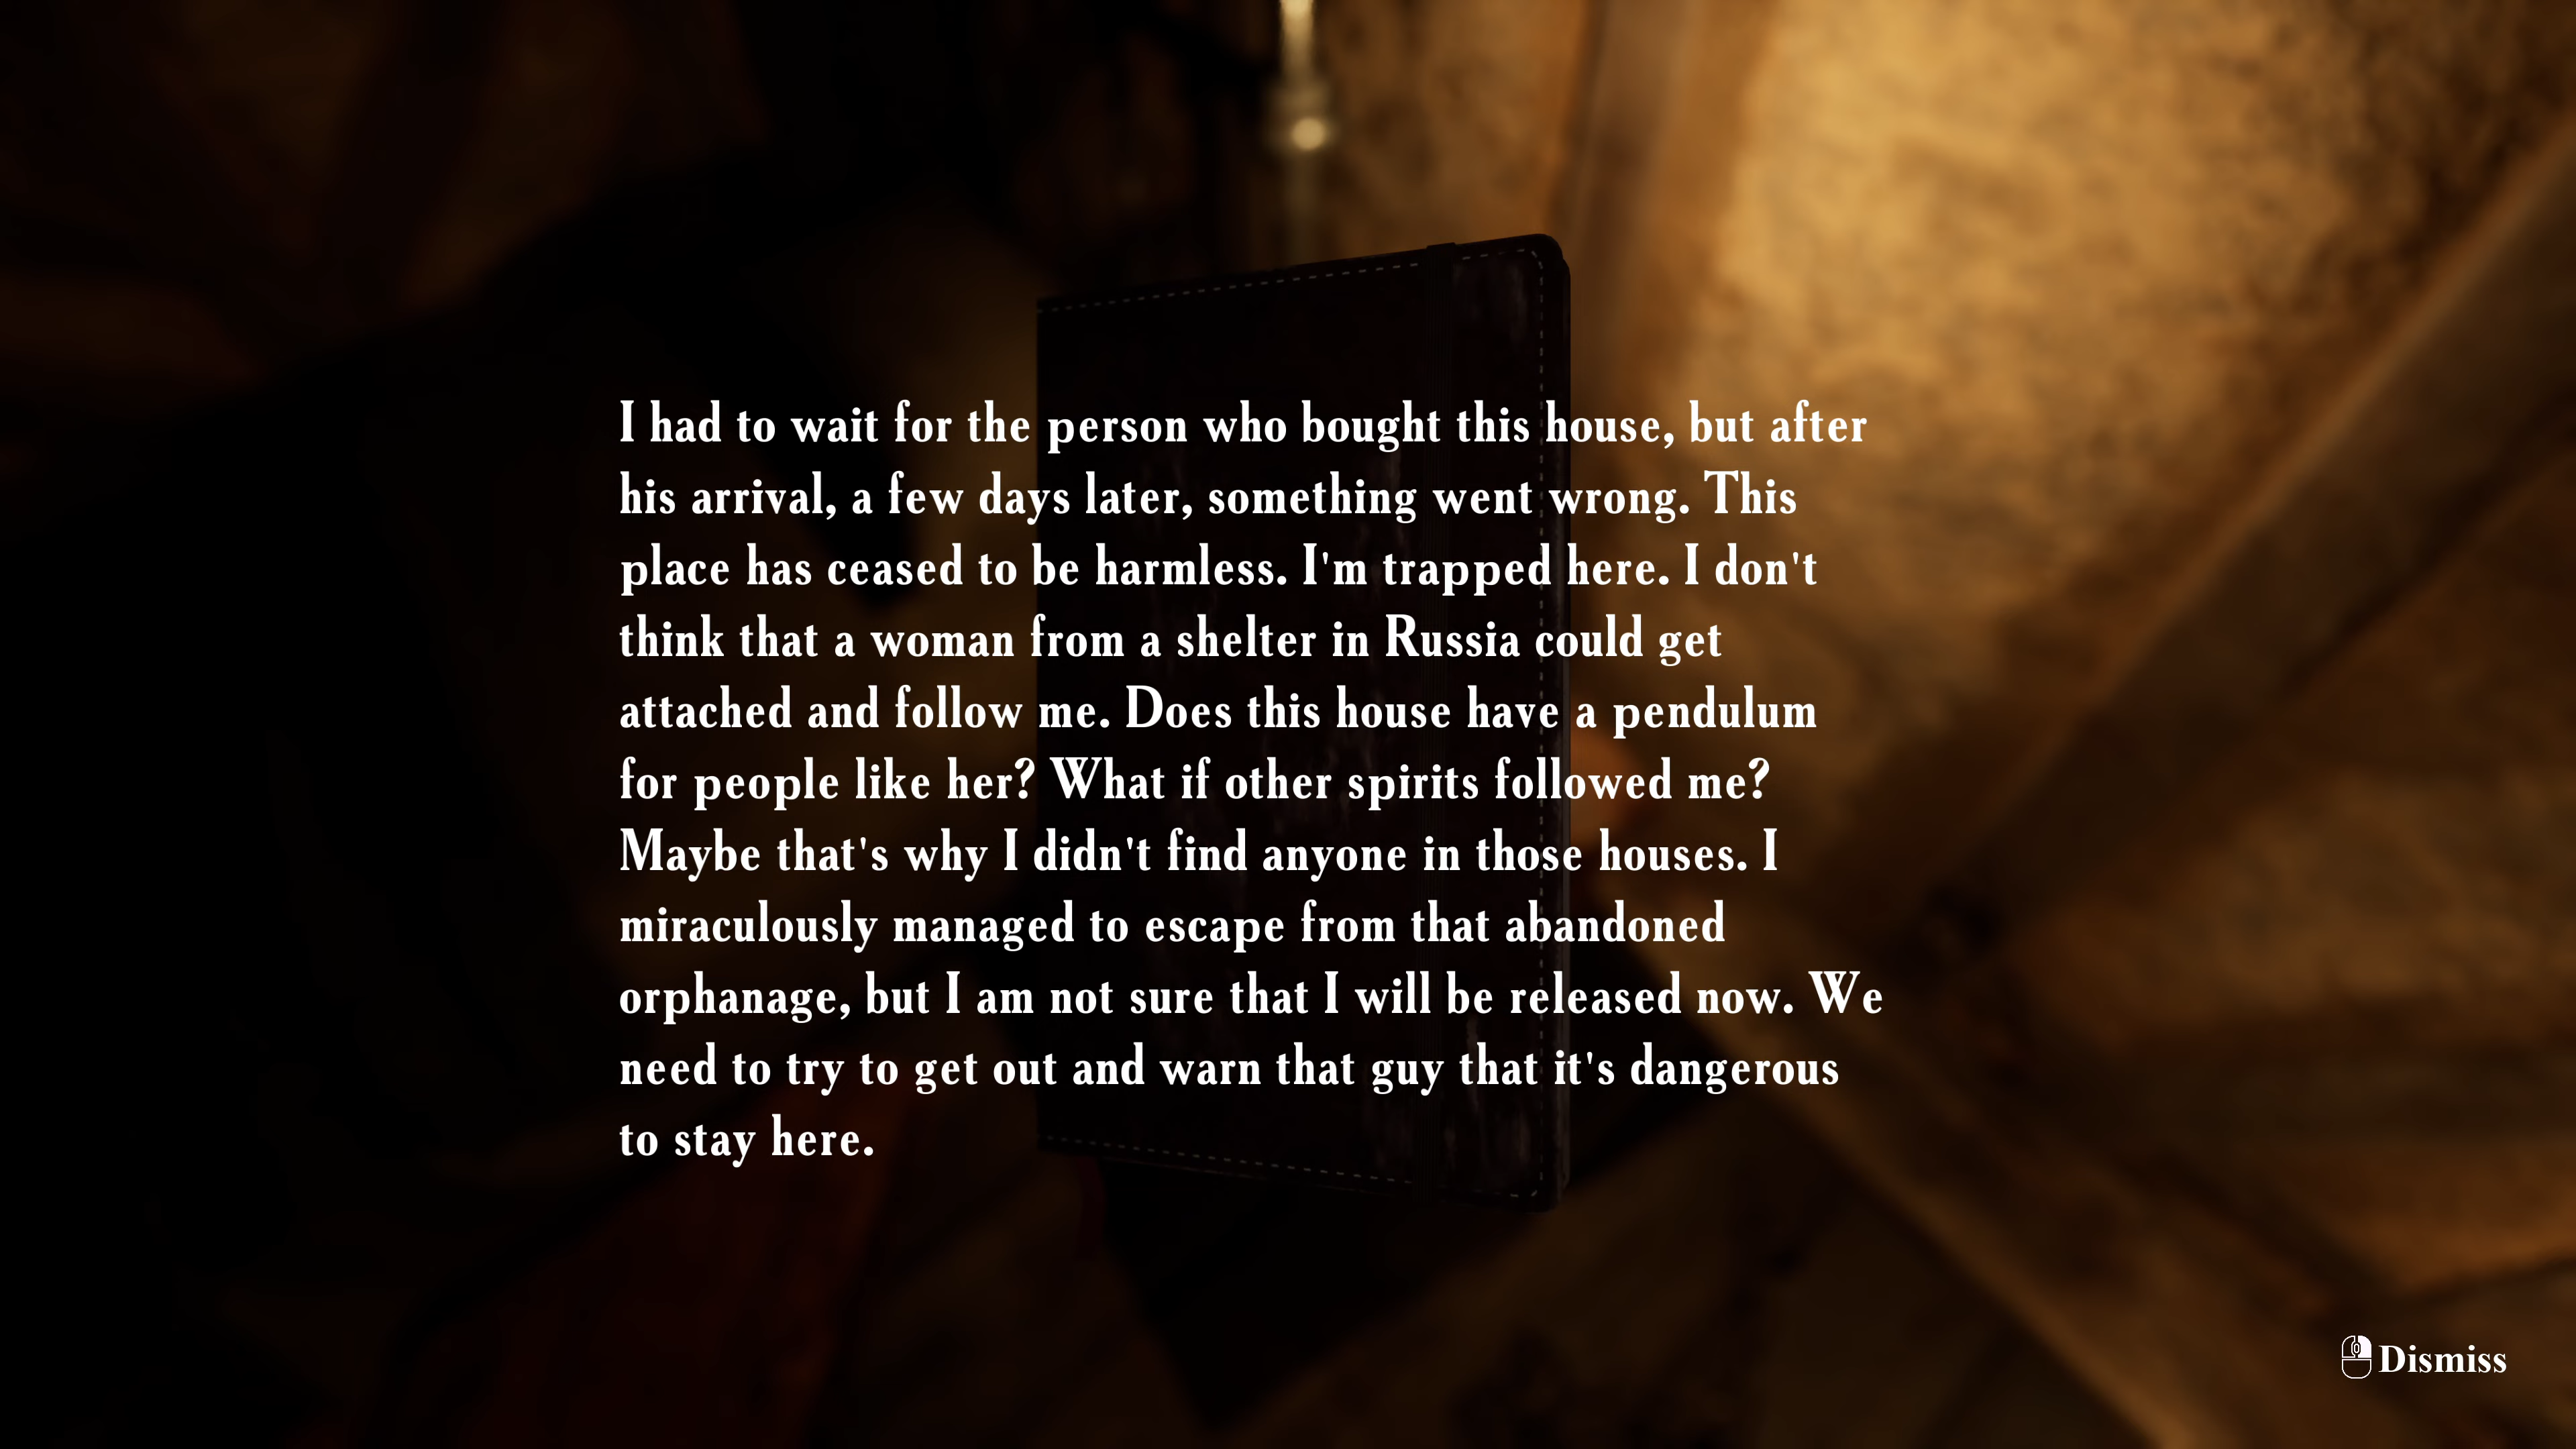 I had to wait for the person who bought this house, but after
his arrival, a few days later, something went wrong. This
place has ceased to be harmless. I'm trapped here. I don't
think that a woman from a shelter in Russia could get
attached and follow me. Does this house have a pendulum
for people like her? What if other spirits followed me?
Maybe that's why I didn't find anyone in those houses. I
miraculously managed to escape from that abandoned
orphanage, but I am not sure that I will be released now. We
need to try to get out and warn that guy that it's dangerous
to stay here.
Dismiss